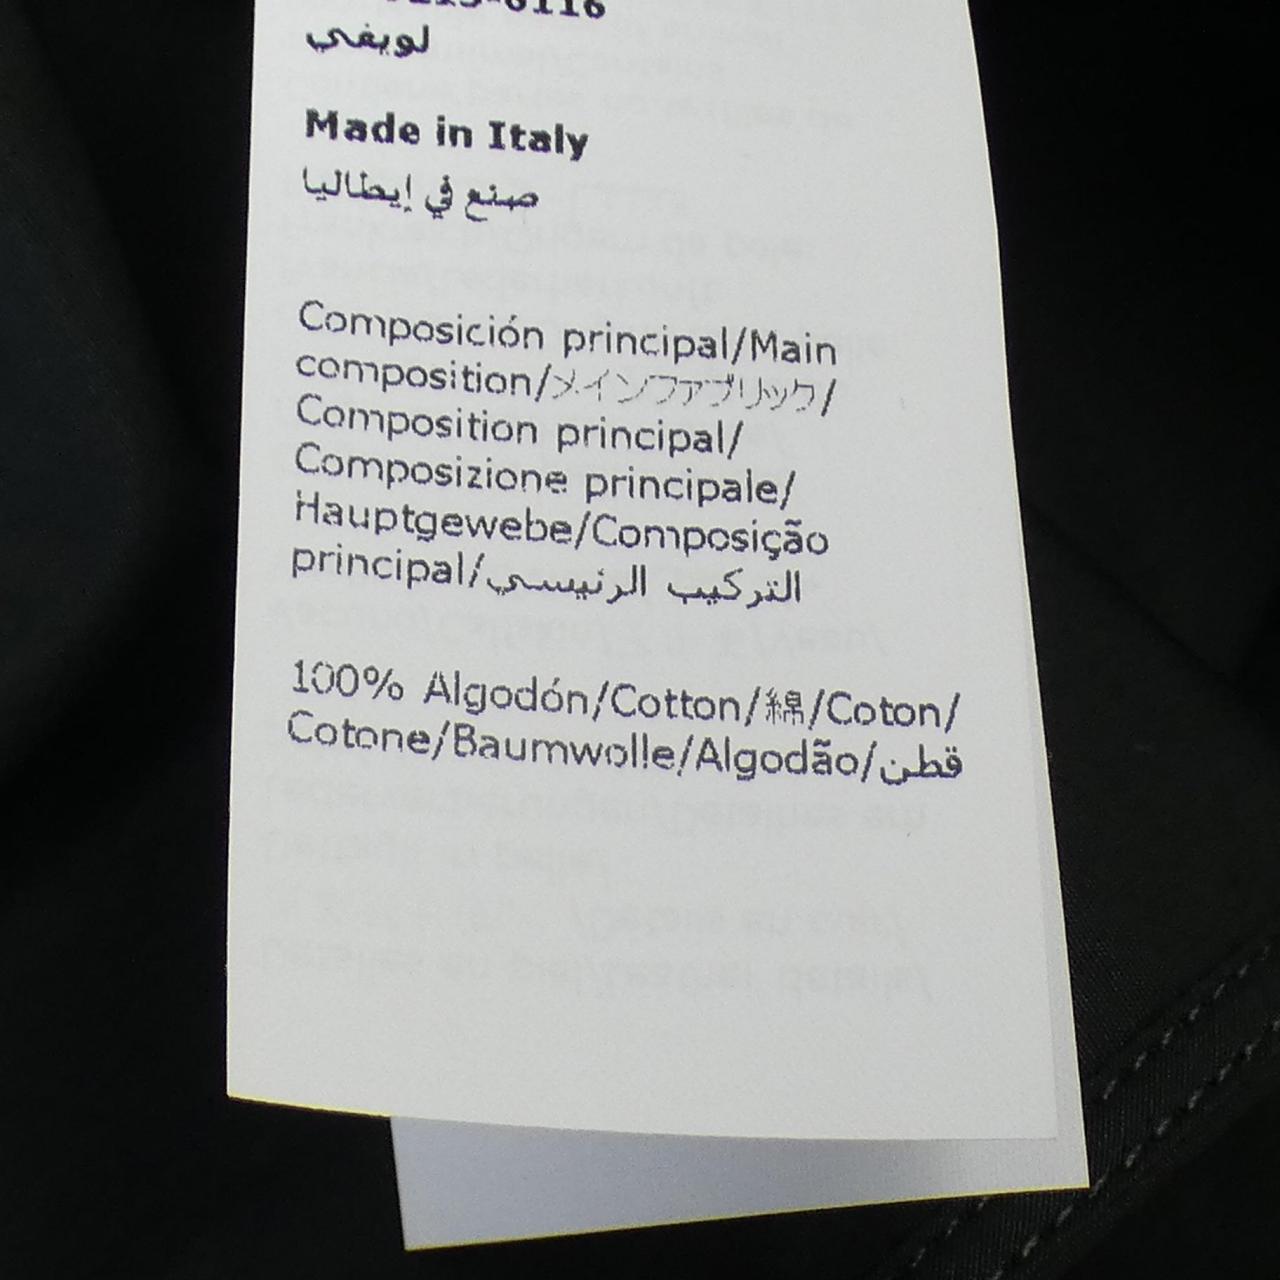 لويفي
Made in Italy
صنع في إيطاليا
Composición principal/Main
composition/メインファブリック/
Composition principal/
Composizione principale/
Hauptgewebe/Composição
principal/التركيب الرئيسي
100% Algodón/Cotton/綿/Coton/
Cotone/Baumwolle/Algodão/قطن